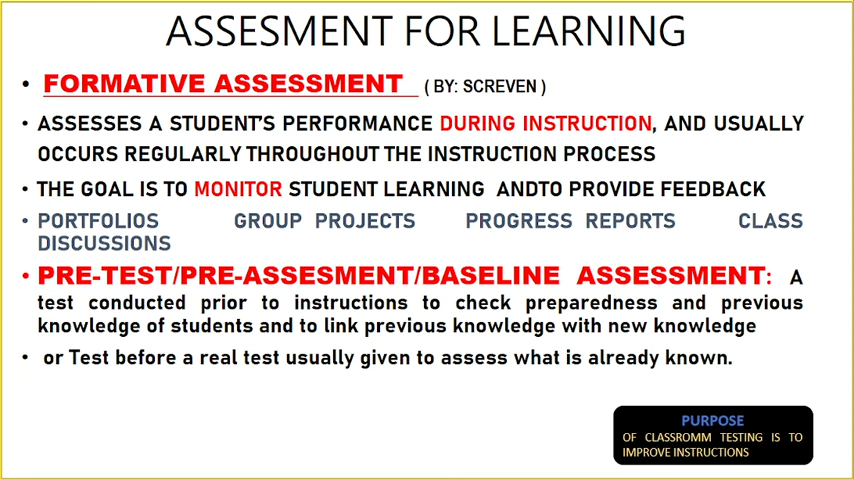 ASSESMENT FOR LEARNING
• FORMATIVE ASSESSMENT ( BY: SCREVEN )
• ASSESSES A STUDENT'S PERFORMANCE DURING INSTRUCTION, AND USUALLY
OCCURS REGULARLY THROUGHOUT THE INSTRUCTION PROCESS
• THE GOAL IS TO MONITOR STUDENT LEARNING ANDTO PROVIDE FEEDBACK
• PORTFOLIOS GROUP PROJECTS PROGRESS REPORTS CLASS
DISCUSSIONS
• PRE-TEST/PRE-ASSESMENT/BASELINE ASSESSMENT: A
test conducted prior to instructions to check preparedness and previous
knowledge of students and to link previous knowledge with new knowledge
• or Test before a real test usually given to assess what is already known.
PURPOSE
OF CLASSROMM TESTING IS TO
IMPROVE INSTRUCTIONS